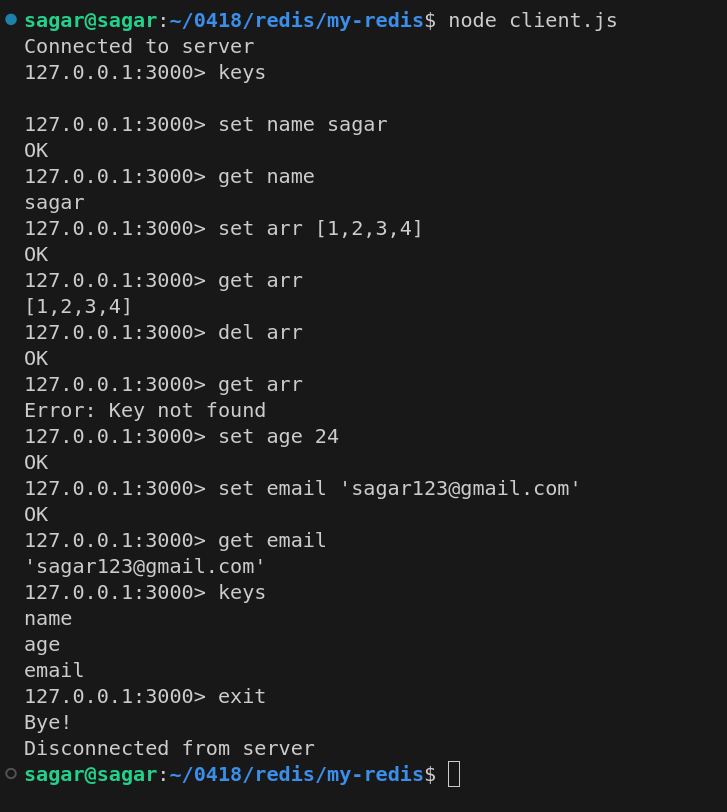 sagar@sagar:~/0418/redis/my-redis$ node client.js
Connected to server
127.0.0.1:3000> keys

127.0.0.1:3000> set name sagar
OK
127.0.0.1:3000> get name
sagar
127.0.0.1:3000> set arr [1,2,3,4]
OK
127.0.0.1:3000> get arr
[1,2,3,4]
127.0.0.1:3000> del arr
OK
127.0.0.1:3000> get arr
Error: Key not found
127.0.0.1:3000> set age 24
OK
127.0.0.1:3000> set email 'sagar123@gmail.com'
OK
127.0.0.1:3000> get email
'sagar123@gmail.com'
127.0.0.1:3000> keys
name
age
email
127.0.0.1:3000> exit
Bye!
Disconnected from server
sagar@sagar:~/0418/redis/my-redis$